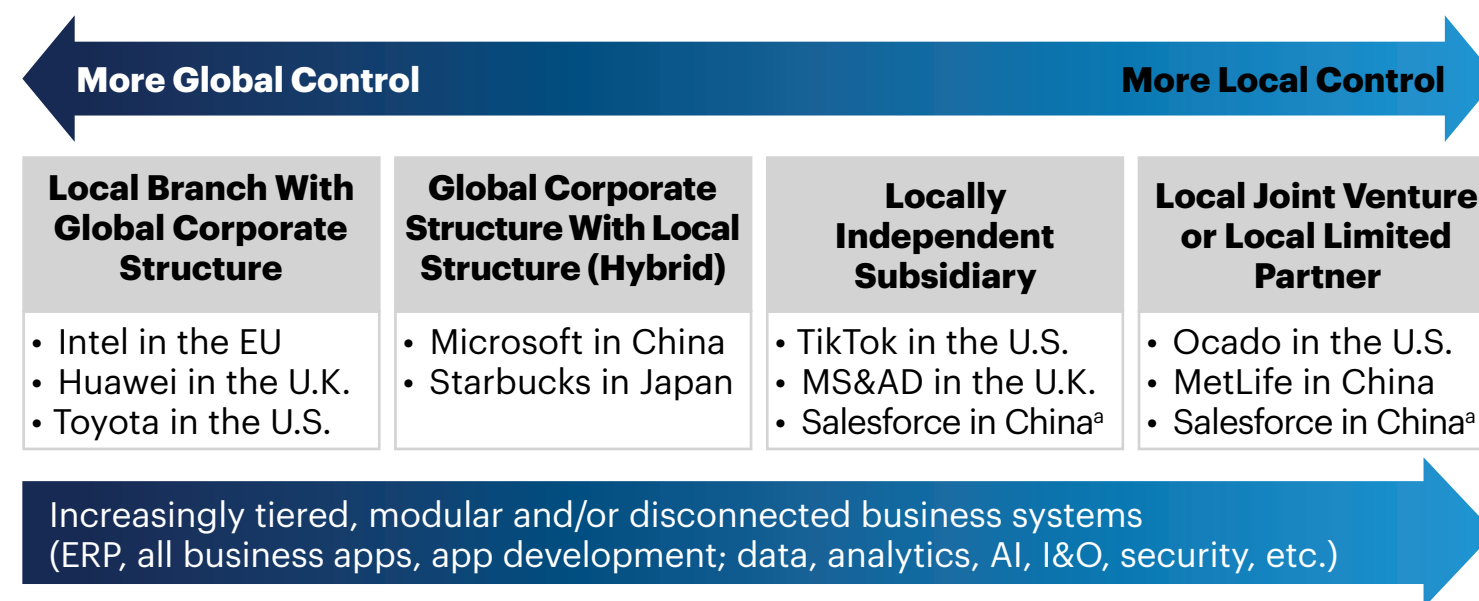 More Global Control
More Local Control
Local Branch With
Global Corporate
Structure
Global Corporate
Structure With Local
Structure (Hybrid)
Locally
Independent
Subsidiary
Local Joint Venture
or Local Limited
Partner
• Intel in the EU
• Huawei in the U.K.
• Toyota in the U.S.
• Microsoft in China
• Starbucks in Japan
• TikTok in the U.S.
• MS&AD in the U.K.
• Salesforce in Chinaᵃ
• Ocado in the U.S.
• MetLife in China
• Salesforce in Chinaᵃ
Increasingly tiered, modular and/or disconnected business systems
(ERP, all business apps, app development; data, analytics, AI, I&O, security, etc.)